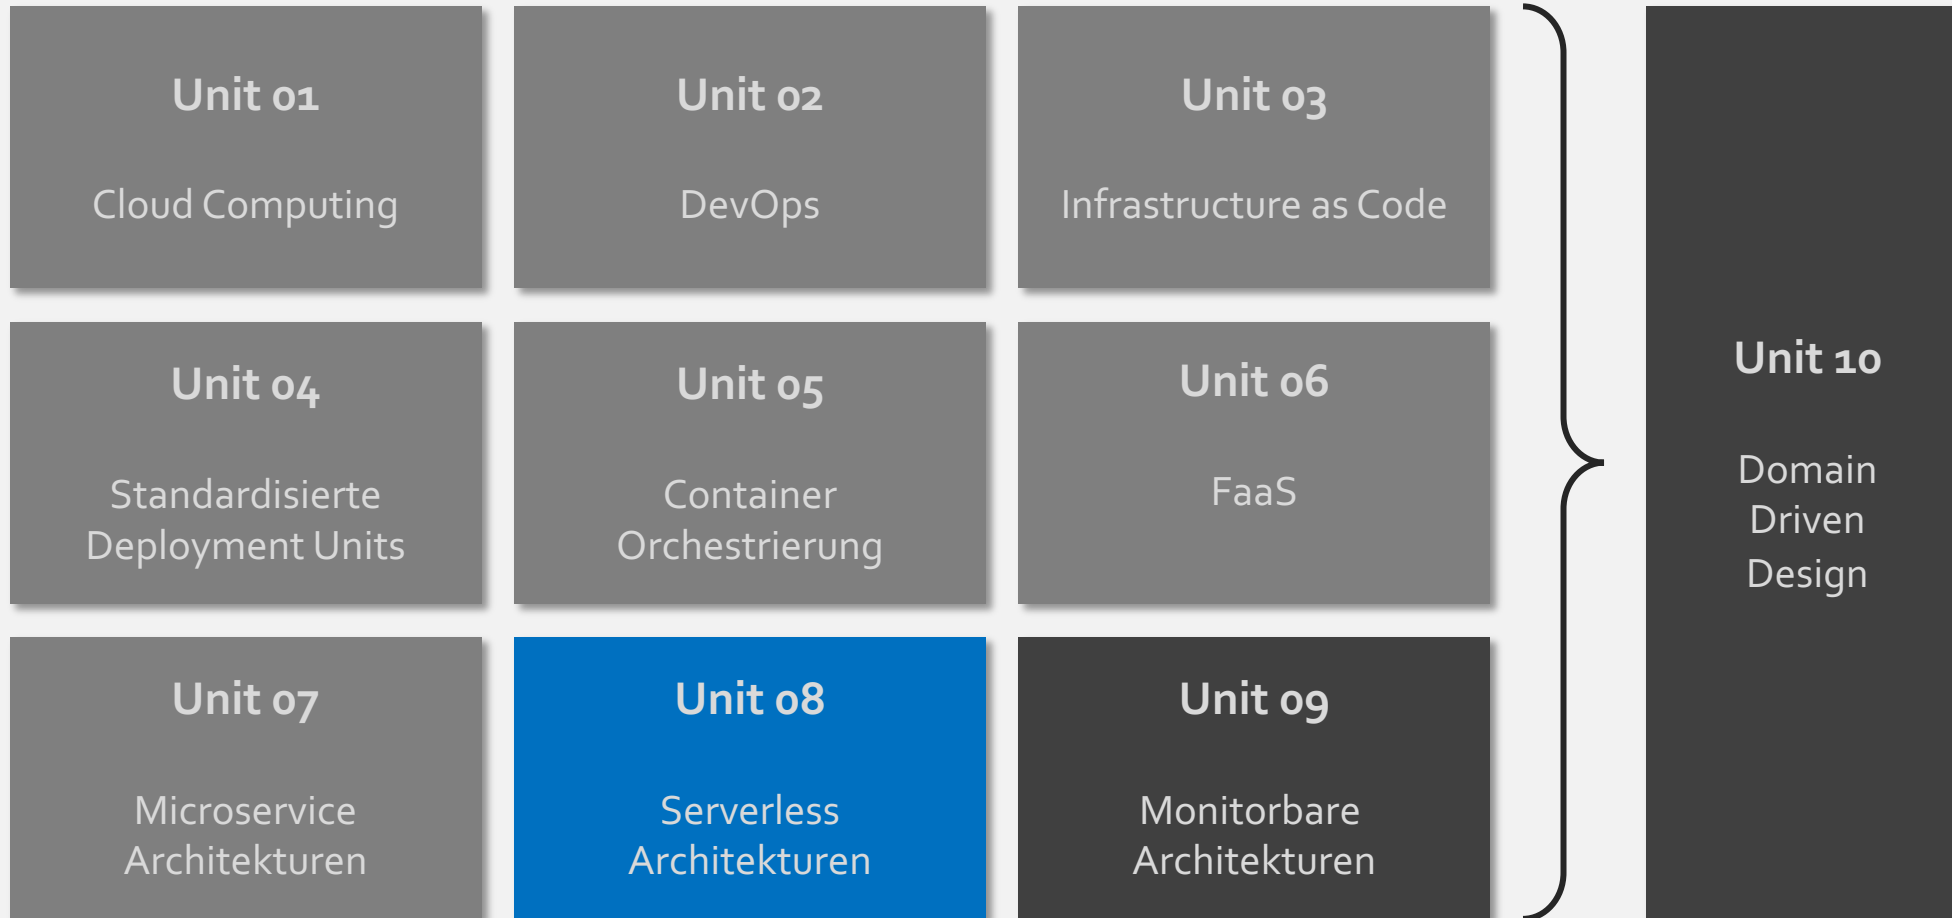 Unit 01
Cloud Computing
Unit 02
DevOps
Unit 03
Infrastructure as Code
Unit 04
Standardisierte
Deployment Units
Unit 05
Container
Orchestrierung
Unit 06
FaaS
Unit 07
Microservice
Architekturen
Unit 08
Serverless
Architekturen
Unit 09
Monitorbare
Architekturen
Unit 10
Domain
Driven
Design